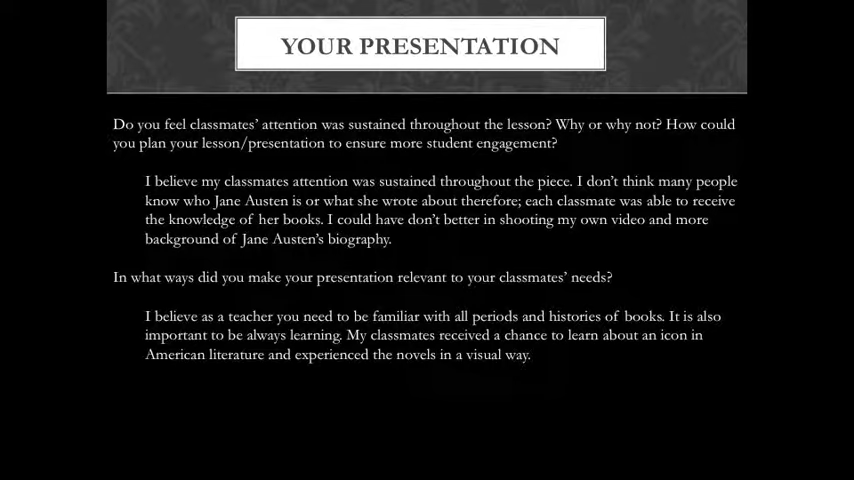 YOUR PRESENTATION
Do you feel classmates' attention was sustained throughout the lesson? Why or why not? How could
you plan your lesson/presentation to ensure more student engagement?
I believe my classmates attention was sustained throughout the piece. I don't think many people
know who Jane Austen is or what she wrote about therefore; each classmate was able to receive
the knowledge of her books. I could have don't better in shooting my own video and more
background of Jane Austen's biography.
In what ways did you make your presentation relevant to your classmates' needs?
I believe as a teacher you need to be familiar with all periods and histories of books. It is also
important to be always learning. My classmates received a chance to learn about an icon in
American literature and experienced the novels in a visual way.